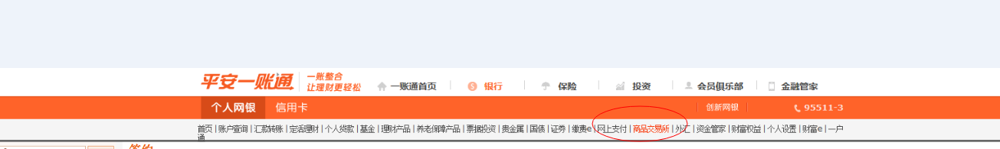 平安一账通
一账整合
让理财更轻松
一账通首页 银行 保险 投资 会员俱乐部 金融管家
个人网银 信用卡 创新网银 95511-3
首页 | 账户查询 | 汇款转账 | 定活理财 | 个人贷款 | 基金 | 理财产品 | 养老保障产品 | 票据投资 | 贵金属 | 国债 | 证券 | 缴费e | 网上支付 | 商品交易所 | 外汇 | 资金管家 | 财富权益 | 个人设置 | 财富e | 一户
通
签约